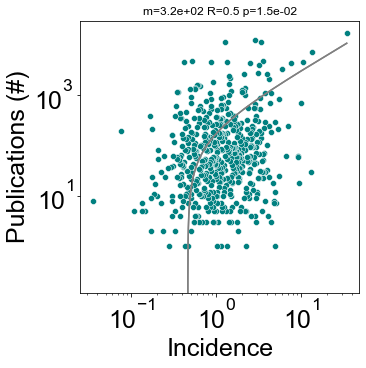 m=3.2e+02 R=0.5 p=1.5e-02
Publications (#)
10³
10¹
10⁻¹
10⁰
10¹
Incidence